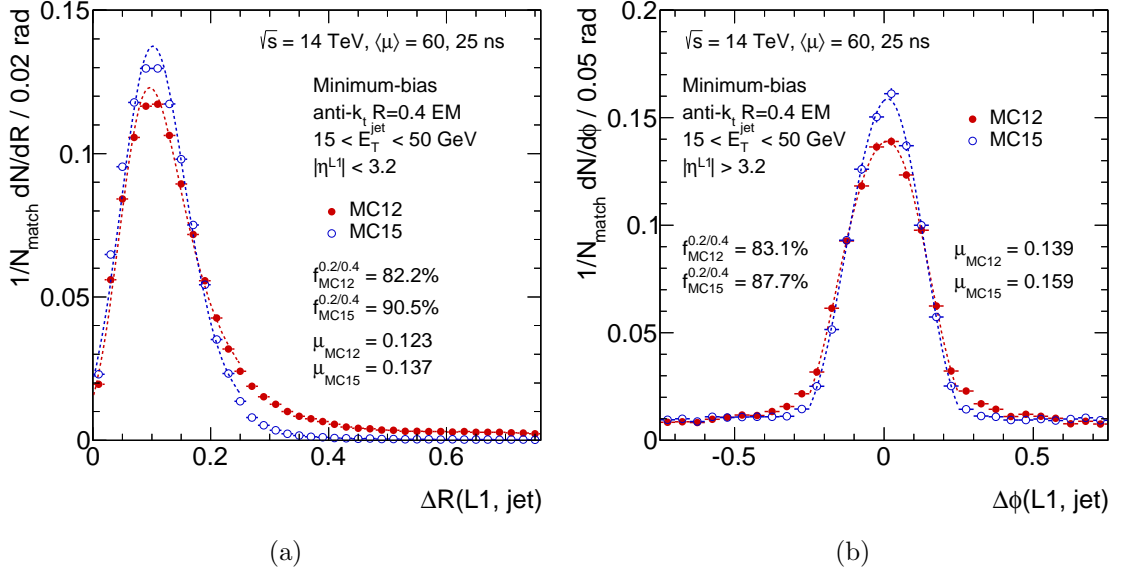 √s = 14 TeV, ⟨μ⟩ = 60, 25 ns
Minimum-bias
anti-k_t R=0.4 EM
15 < E_T^jet < 50 GeV
|η^L1| < 3.2
MC12
MC15
f_MC12^0.2/0.4 = 82.2%
f_MC15^0.2/0.4 = 90.5%
μ_MC12 = 0.123
μ_MC15 = 0.137
1/N_match dN/dR / 0.02 rad
0.15
0.1
0.05
0
0 0.2 0.4 0.6
ΔR(L1, jet)
(a)
√s = 14 TeV, ⟨μ⟩ = 60, 25 ns
Minimum-bias
anti-k_t R=0.4 EM
15 < E_T^jet < 50 GeV
|η^L1| > 3.2
MC12
MC15
f_MC12^0.2/0.4 = 83.1%
f_MC15^0.2/0.4 = 87.7%
μ_MC12 = 0.139
μ_MC15 = 0.159
1/N_match dN/dϕ / 0.05 rad
0.2
0.15
0.1
0.05
0
-0.5 0 0.5
Δϕ(L1, jet)
(b)